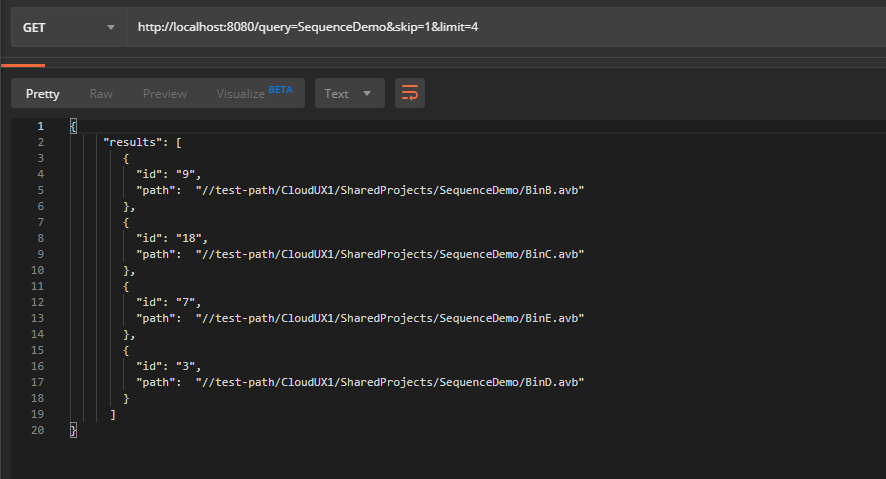 GET http://localhost:8080/query=SequenceDemo&skip=1&limit=4
Pretty Raw Preview Visualize BETA Text
1 {
2 "results": [
3 {
4 "id": "9",
5 "path": "//test-path/CloudUX1/SharedProjects/SequenceDemo/BinB.avb"
6 },
7 {
8 "id": "18",
9 "path": "//test-path/CloudUX1/SharedProjects/SequenceDemo/BinC.avb"
10 },
11 {
12 "id": "7",
13 "path": "//test-path/CloudUX1/SharedProjects/SequenceDemo/BinE.avb"
14 },
15 {
16 "id": "3",
17 "path": "//test-path/CloudUX1/SharedProjects/SequenceDemo/BinD.avb"
18 }
19 ]
20 }